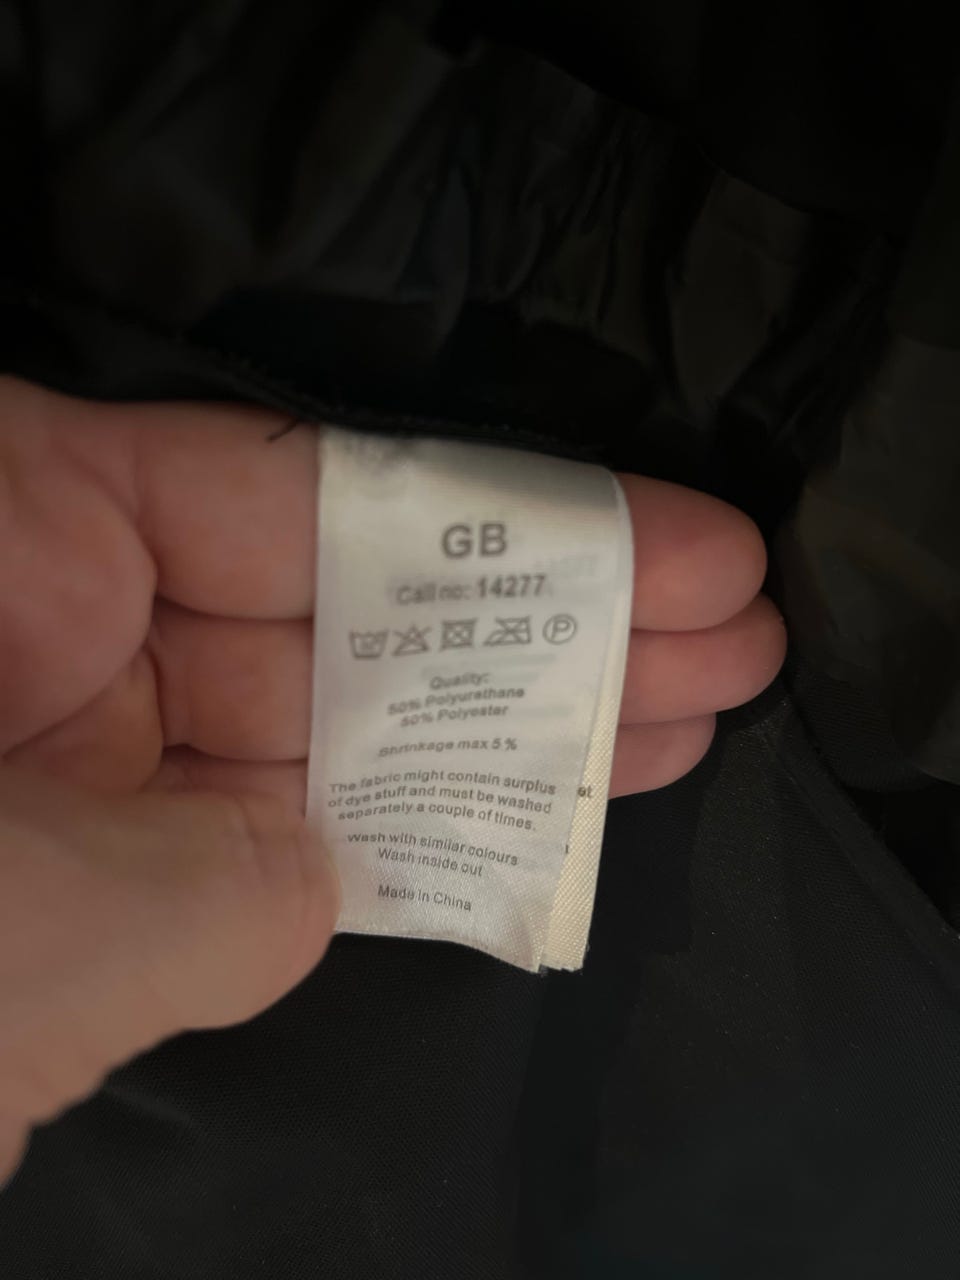 GB
Call no: 14277
P
Quality:
50% Polyurethane
50% Polyester
Shrinkage max 5 %
The fabric might contain surplus
of dye stuff and must be washed
separately a couple of times.
Wash with similar colours
Wash inside out
Made in China
et